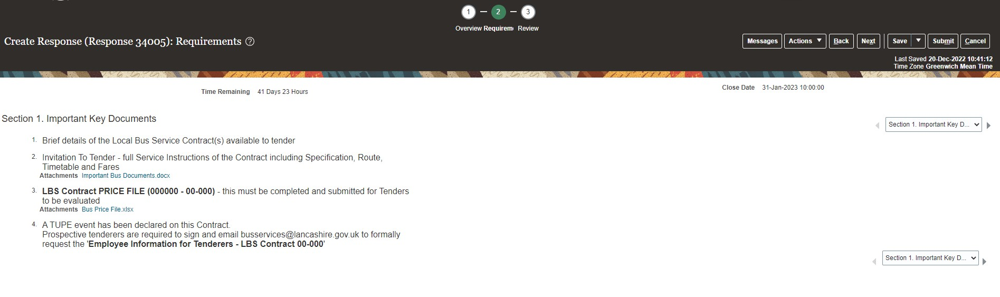 1 2 3
Overview Requirem Review
Create Response (Response 34005): Requirements ?
Messages Actions Back Next Save Submit Cancel
Last Saved 20-Dec-2022 10:41:12
Time Zone Greenwich Mean Time
Time Remaining 41 Days 23 Hours
Close Date 31-Jan-2023 10:00:00
Section 1. Important Key Documents
Section 1. Important Key D...
1. Brief details of the Local Bus Service Contract(s) available to tender
2. Invitation To Tender - full Service Instructions of the Contract including Specification, Route,
Timetable and Fares
Attachments Important Bus Documents.docx
3. LBS Contract PRICE FILE (000000 - 00-000) - this must be completed and submitted for Tenders
to be evaluated
Attachments Bus Price File.xlsx
4. A TUPE event has been declared on this Contract.
Prospective tenderers are required to sign and email busservices@lancashire.gov.uk to formally
request the 'Employee Information for Tenderers - LBS Contract 00-000'
Section 1. Important Key D...